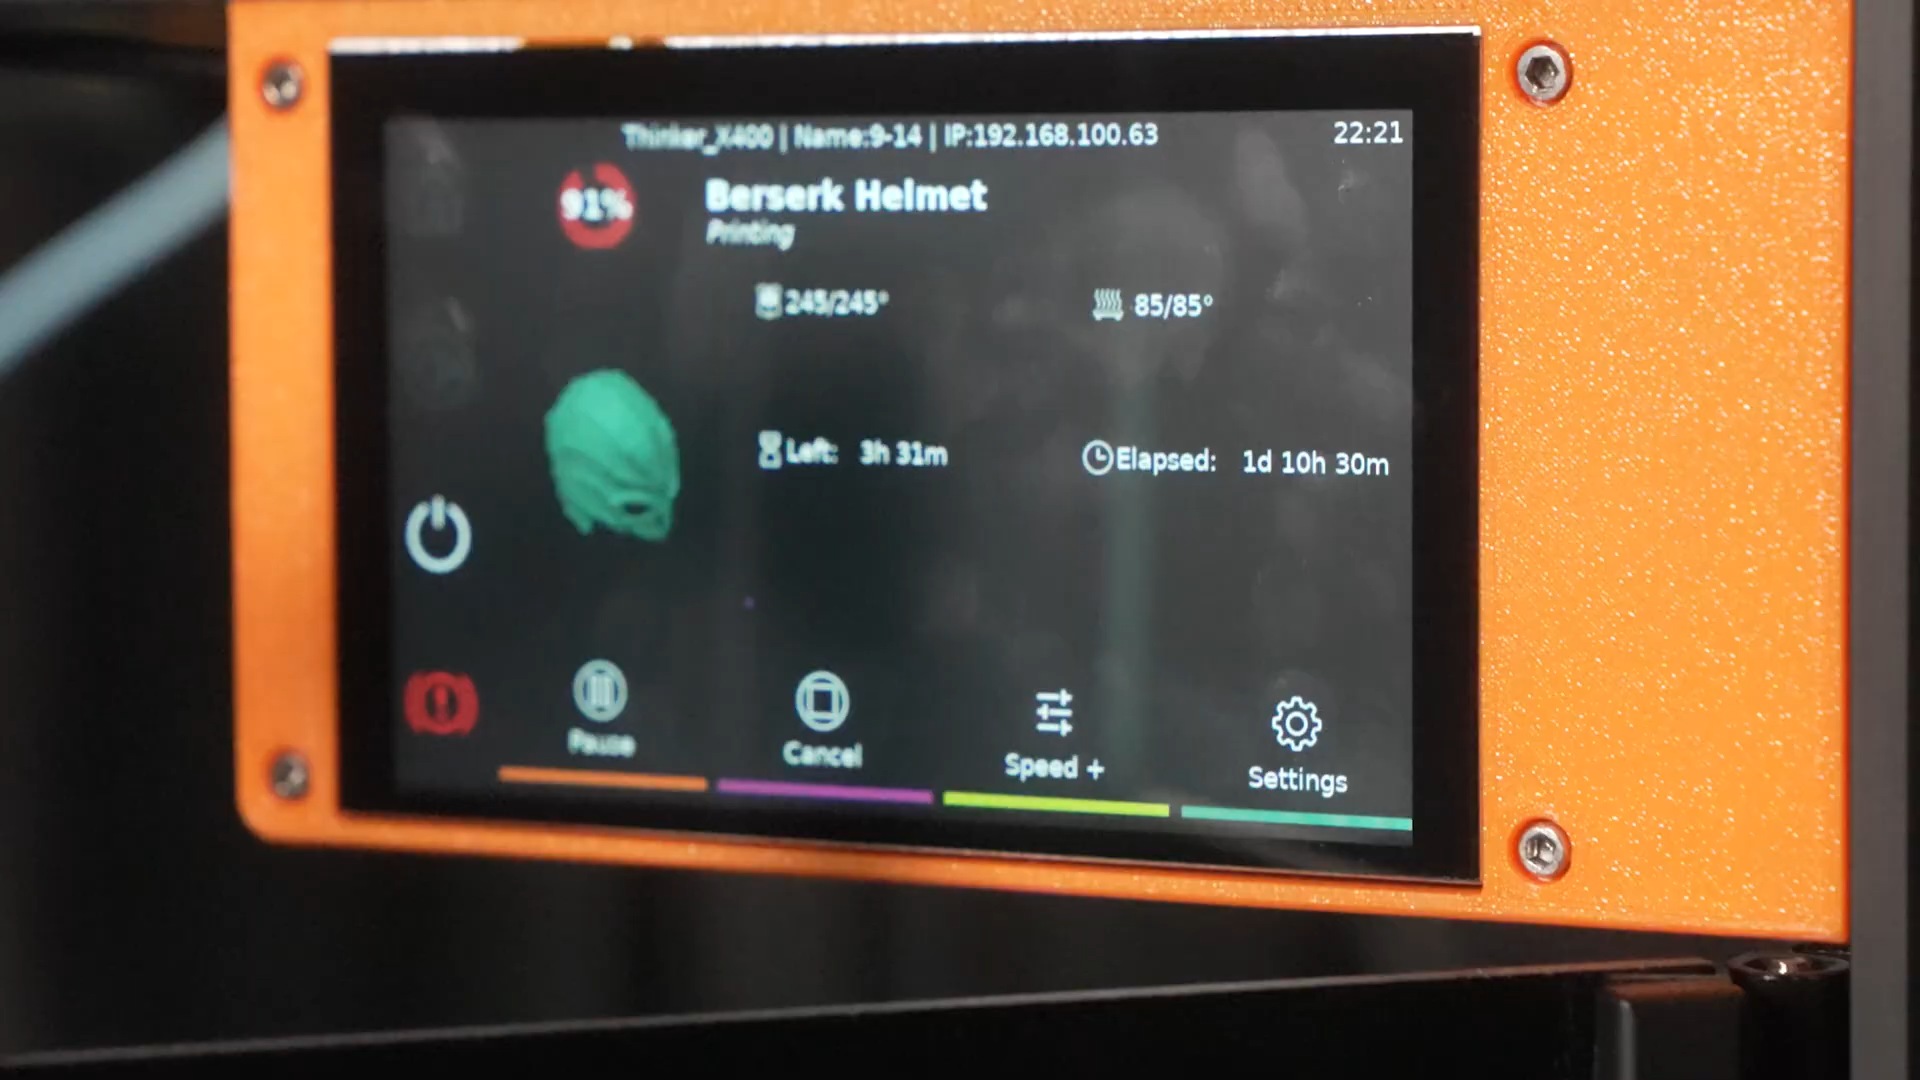 Thinker_X400 | Name:9-14 | IP:192.168.100.63
22:21
91%
Berserk Helmet
Printing
245/245°
85/85°
Left: 3h 31m
Elapsed: 1d 10h 30m
Pause
Cancel
Speed +
Settings